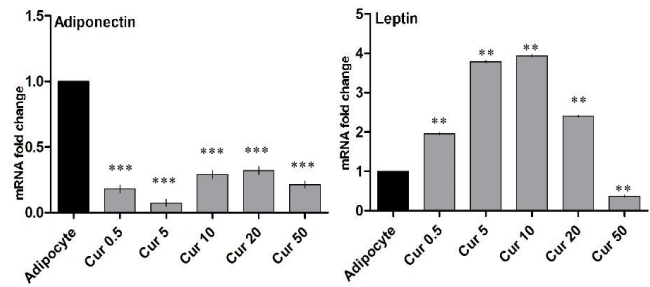 Adiponectin
mRNA fold change
1.5
1.0
0.5
0.0
***
***
***
***
***
Adipocyte
Cur 0.5
Cur 5
Cur 10
Cur 20
Cur 50
Leptin
mRNA fold change
5
4
3
2
1
0
**
**
**
**
**
Adipocyte
Cur 0.5
Cur 5
Cur 10
Cur 20
Cur 50